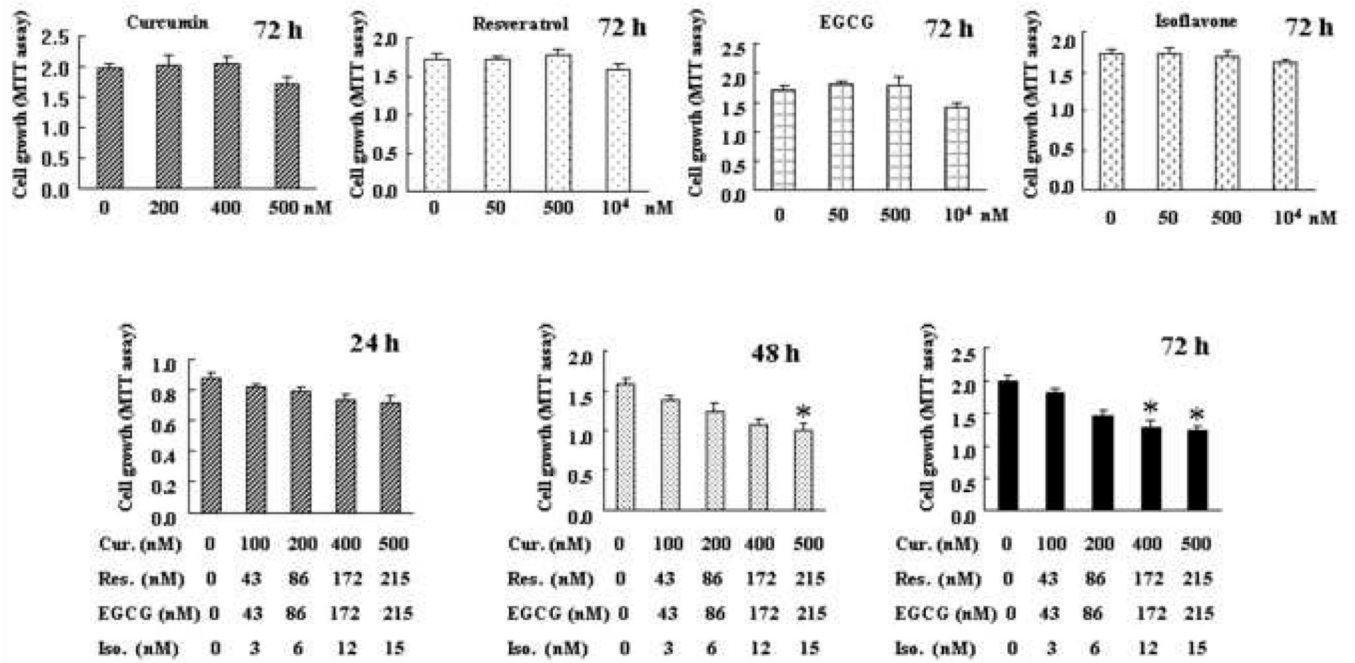 Curcumin 72 h
Cell growth (MTT assay)
2.5
2.0
1.5
1.0
0.5
0.0
0 200 400 500 nM
Resveratrol 72 h
Cell growth (MTT assay)
2.0
1.5
1.0
0.5
0.0
0 50 500 10⁴ nM
EGCG 72 h
Cell growth (MTT assay)
2.5
2.0
1.5
1.0
0.5
0.0
0 50 500 10⁴ nM
Isoflavone 72 h
Cell growth (MTT assay)
2.0
1.5
1.0
0.5
0.0
0 50 500 10⁴ nM
24 h
Cell growth (MTT assay)
1.0
0.8
0.6
0.4
0.2
0.0
Cur. (nM) 0 100 200 400 500
Res. (nM) 0 43 86 172 215
EGCG (nM) 0 43 86 172 215
Iso. (nM) 0 3 6 12 15
48 h
Cell growth (MTT assay)
2.0
1.5
1.0
0.5
0.0
*
Cur. (nM) 0 100 200 400 500
Res. (nM) 0 43 86 172 215
EGCG (nM) 0 43 86 172 215
Iso. (nM) 0 3 6 12 15
72 h
Cell growth (MTT assay)
2.5
2.0
1.5
1.0
0.5
0.0
* *
Cur. (nM) 0 100 200 400 500
Res. (nM) 0 43 86 172 215
EGCG (nM) 0 43 86 172 215
Iso. (nM) 0 3 6 12 15